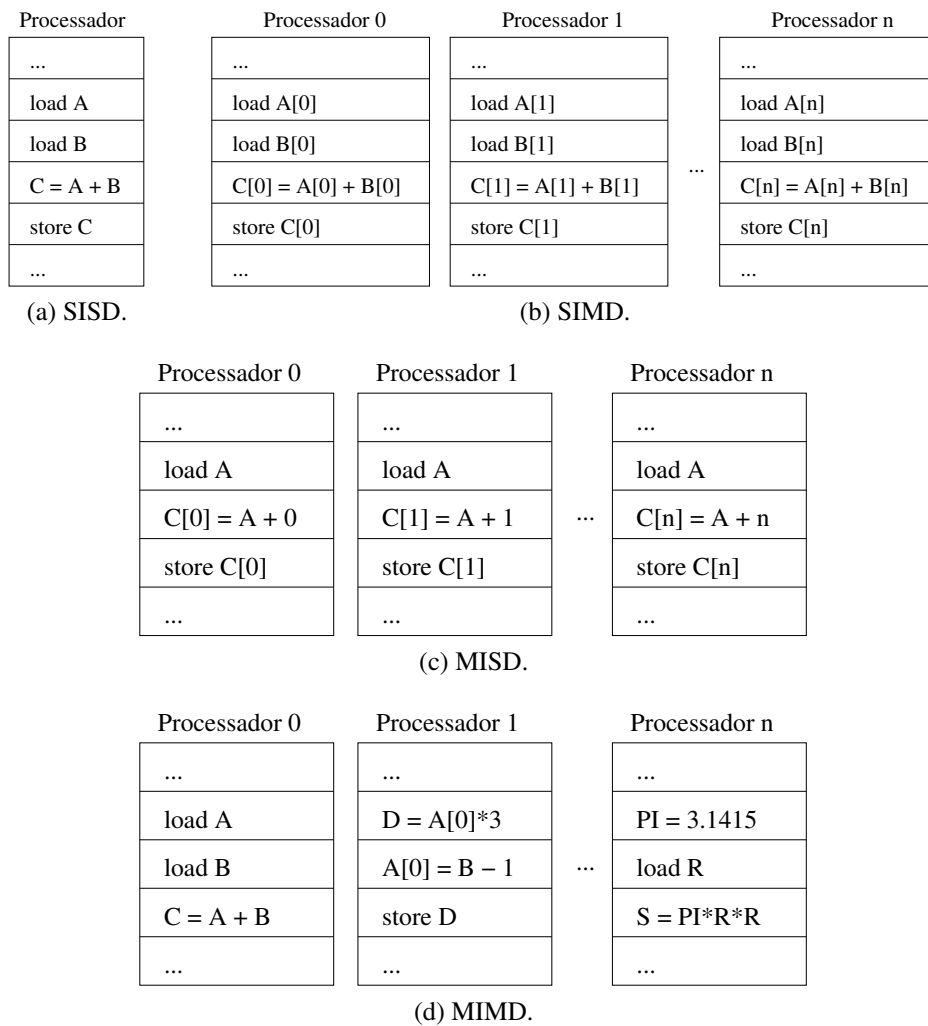 Processador Processador 0 Processador 1 Processador n
... ... ... ...
load A load A[0] load A[1] load A[n]
load B load B[0] load B[1] load B[n]
...
C = A + B C[0] = A[0] + B[0] C[1] = A[1] + B[1] C[n] = A[n] + B[n]
store C store C[0] store C[1] store C[n]
... ... ... ...
(a) SISD. (b) SIMD.
Processador 0 Processador 1 Processador n
... ... ...
load A load A load A
C[0] = A + 0 C[1] = A + 1 ... C[n] = A + n
store C[0] store C[1] store C[n]
... ... ...
(c) MISD.
Processador 0 Processador 1 Processador n
... ... ...
load A D = A[0]*3 PI = 3.1415
load B A[0] = B − 1 ... load R
C = A + B store D S = PI*R*R
... ... ...
(d) MIMD.